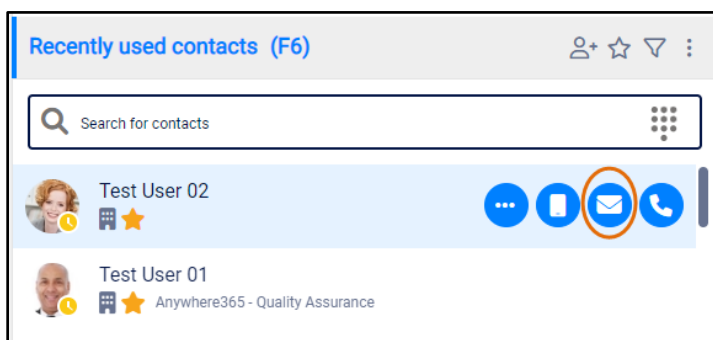 Recently used contacts (F6)
Search for contacts
Test User 02
Test User 01
Anywhere365 - Quality Assurance